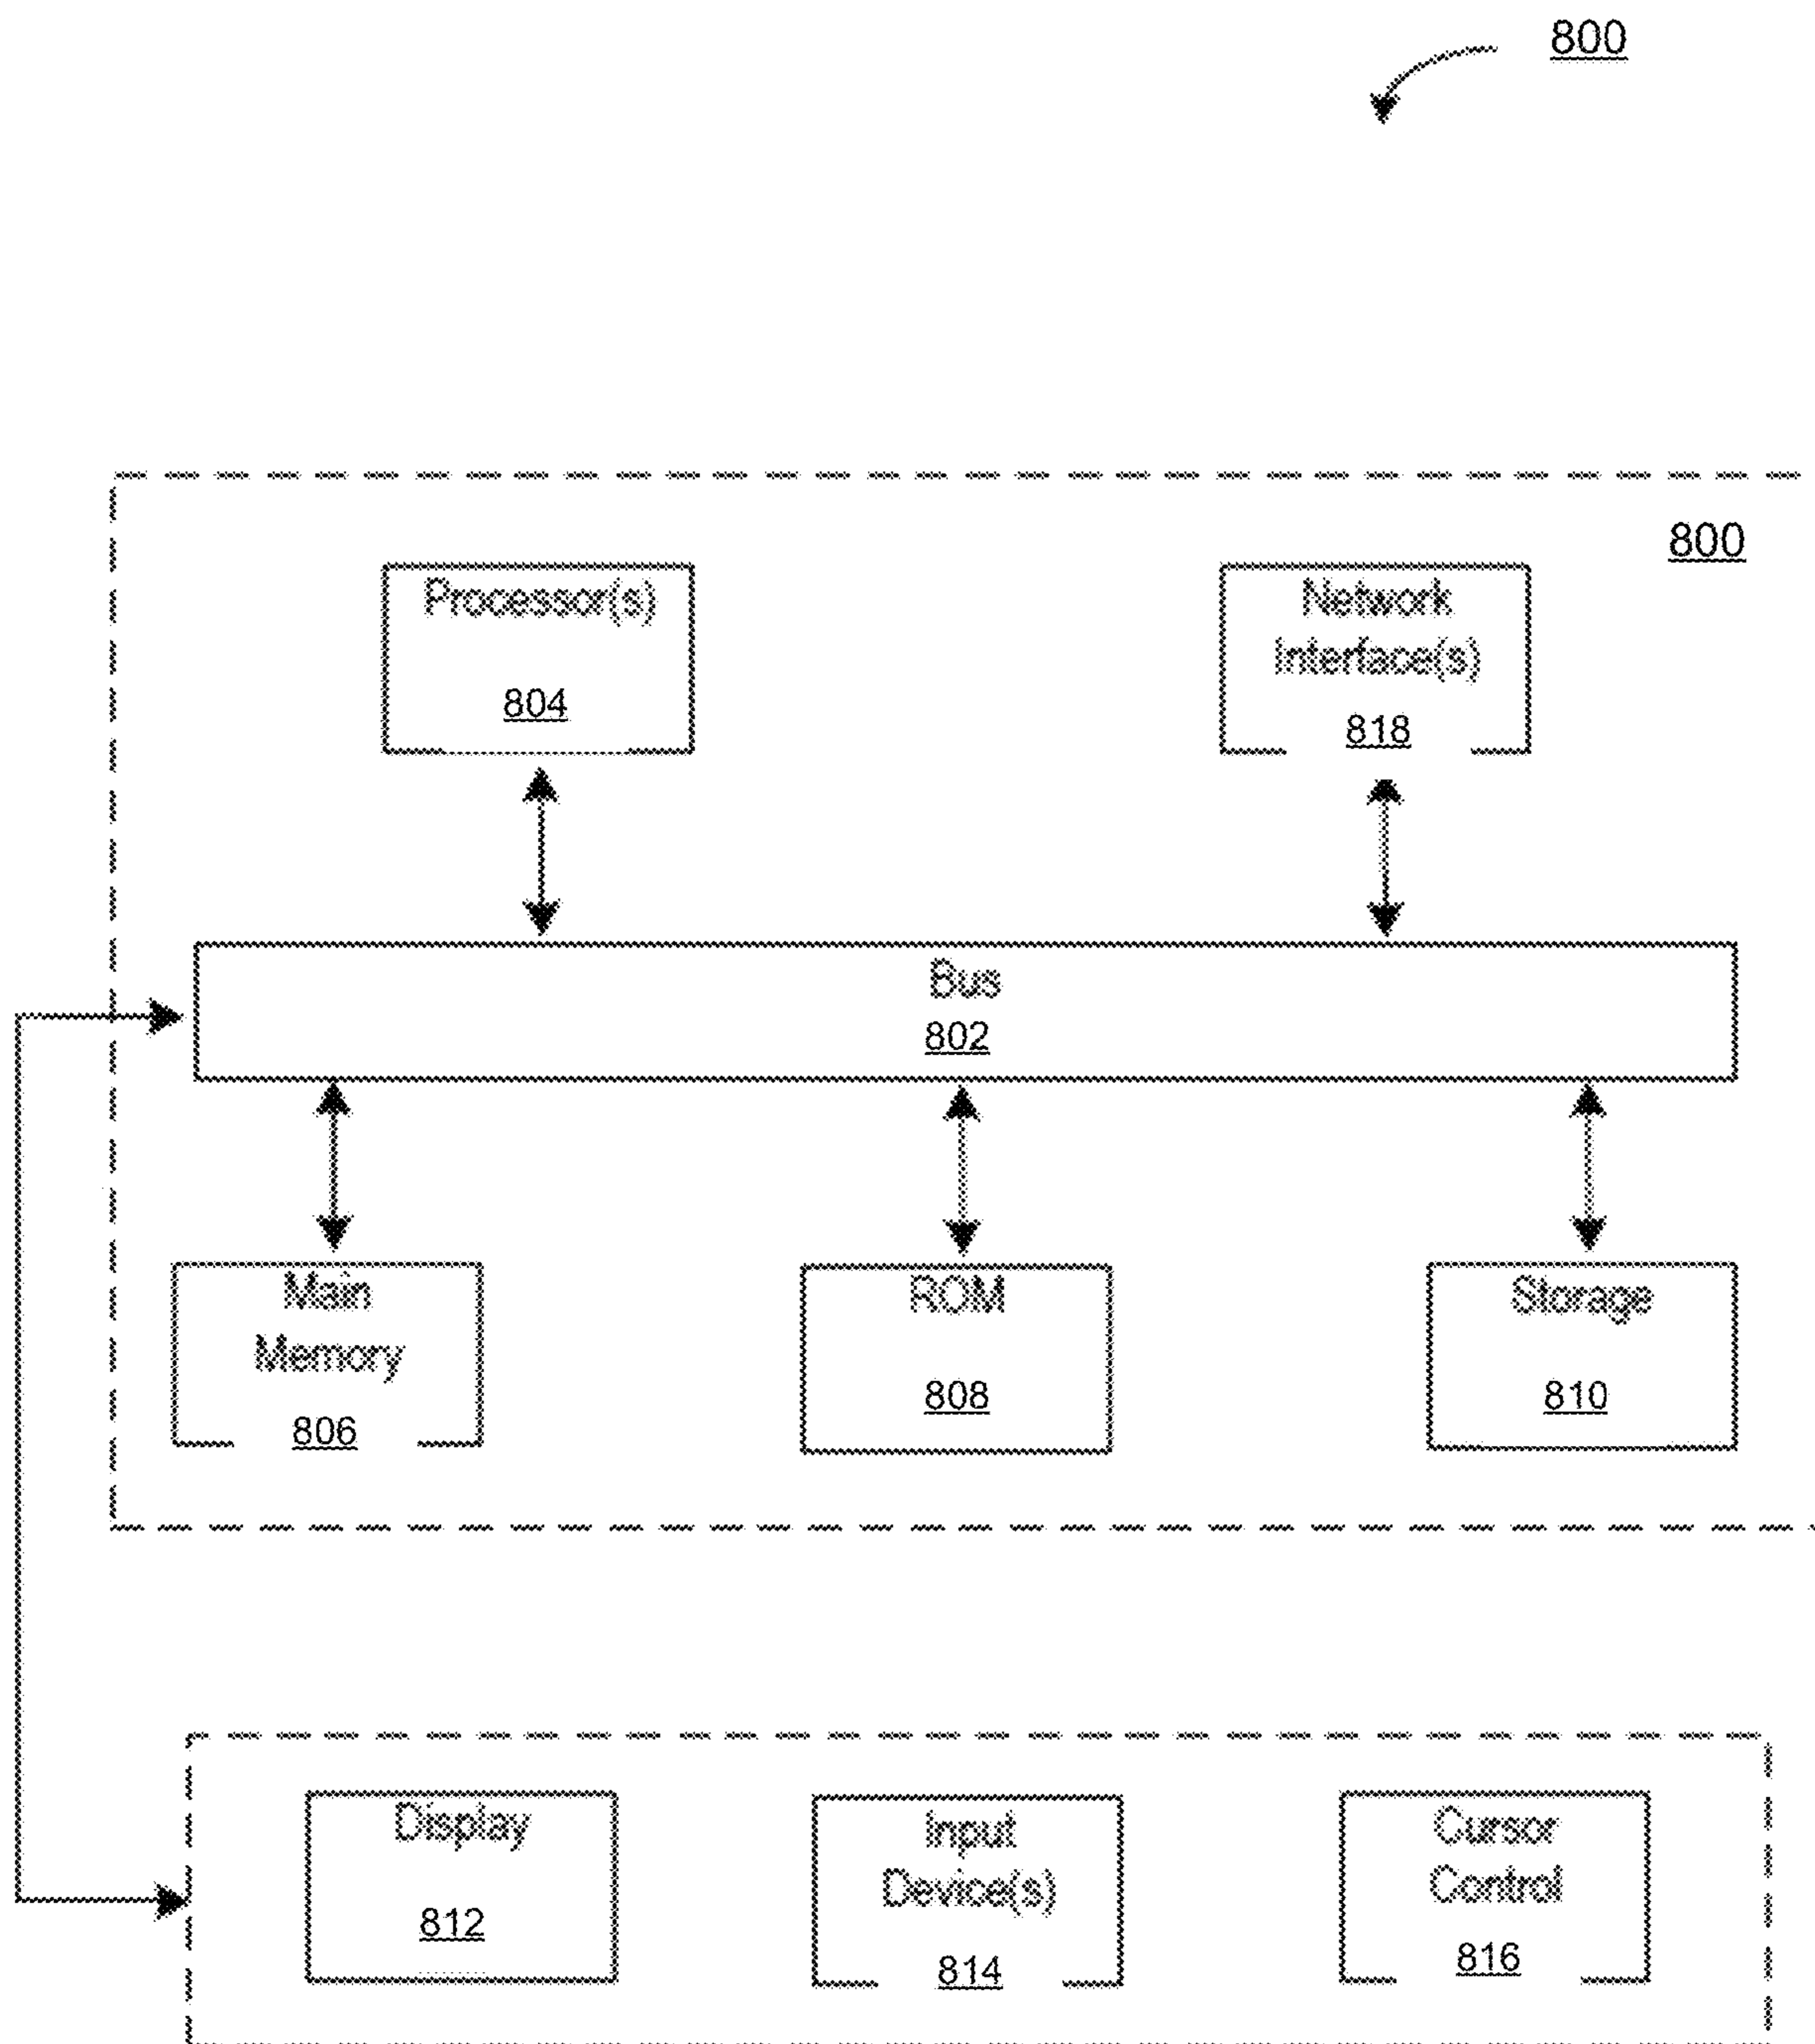 800
800
Processor(s)
804
Network
Interface(s)
818
Bus
802
Main
Memory
806
ROM
808
Storage
810
Display
812
Input
Device(s)
814
Cursor
Control
816